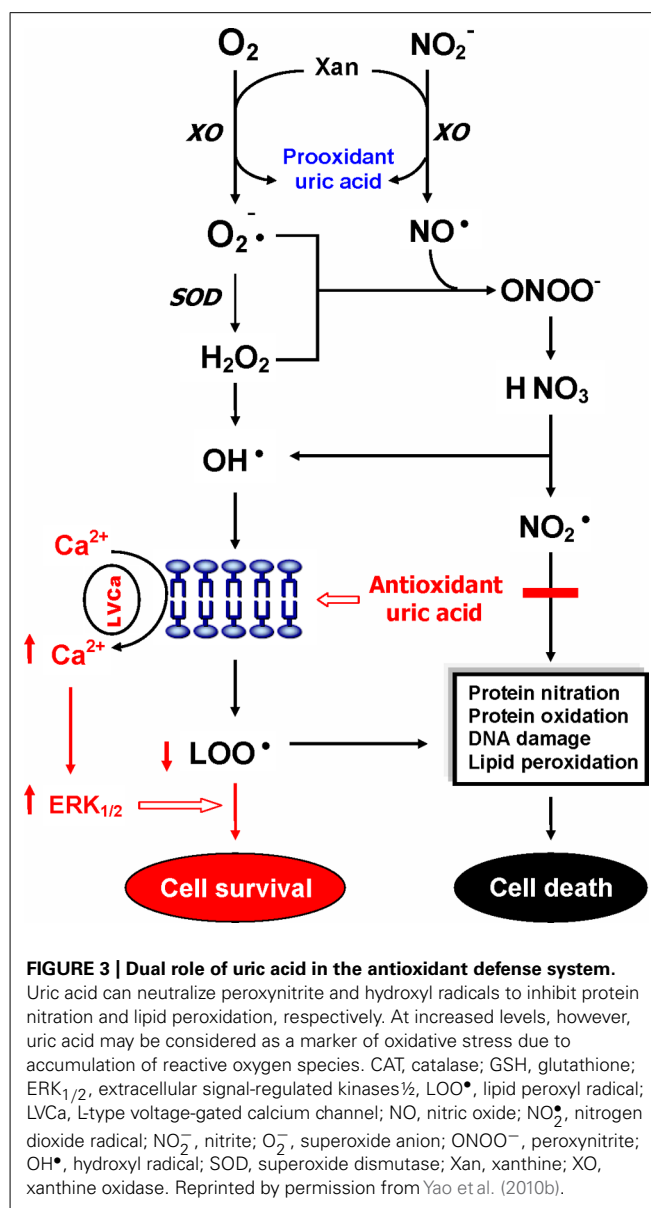 O₂ NO₂⁻
Xan
XO XO
Prooxidant
uric acid
O₂⁻• NO•
SOD ONOO⁻
H₂O₂
H NO₃
OH•
NO₂•
Ca²⁺
LVCa
Antioxidant
uric acid
Ca²⁺
Protein nitration
Protein oxidation
DNA damage
Lipid peroxidation
LOO•
ERK₁/₂
Cell survival Cell death
FIGURE 3 | Dual role of uric acid in the antioxidant defense system.
Uric acid can neutralize peroxynitrite and hydroxyl radicals to inhibit protein
nitration and lipid peroxidation, respectively. At increased levels, however,
uric acid may be considered as a marker of oxidative stress due to
accumulation of reactive oxygen species. CAT, catalase; GSH, glutathione;
ERK₁/₂, extracellular signal-regulated kinases½, LOO•, lipid peroxyl radical;
LVCa, L-type voltage-gated calcium channel; NO, nitric oxide; NO₂•, nitrogen
dioxide radical; NO₂⁻, nitrite; O₂⁻, superoxide anion; ONOO⁻, peroxynitrite;
OH•, hydroxyl radical; SOD, superoxide dismutase; Xan, xanthine; XO,
xanthine oxidase. Reprinted by permission from Yao et al. (2010b).